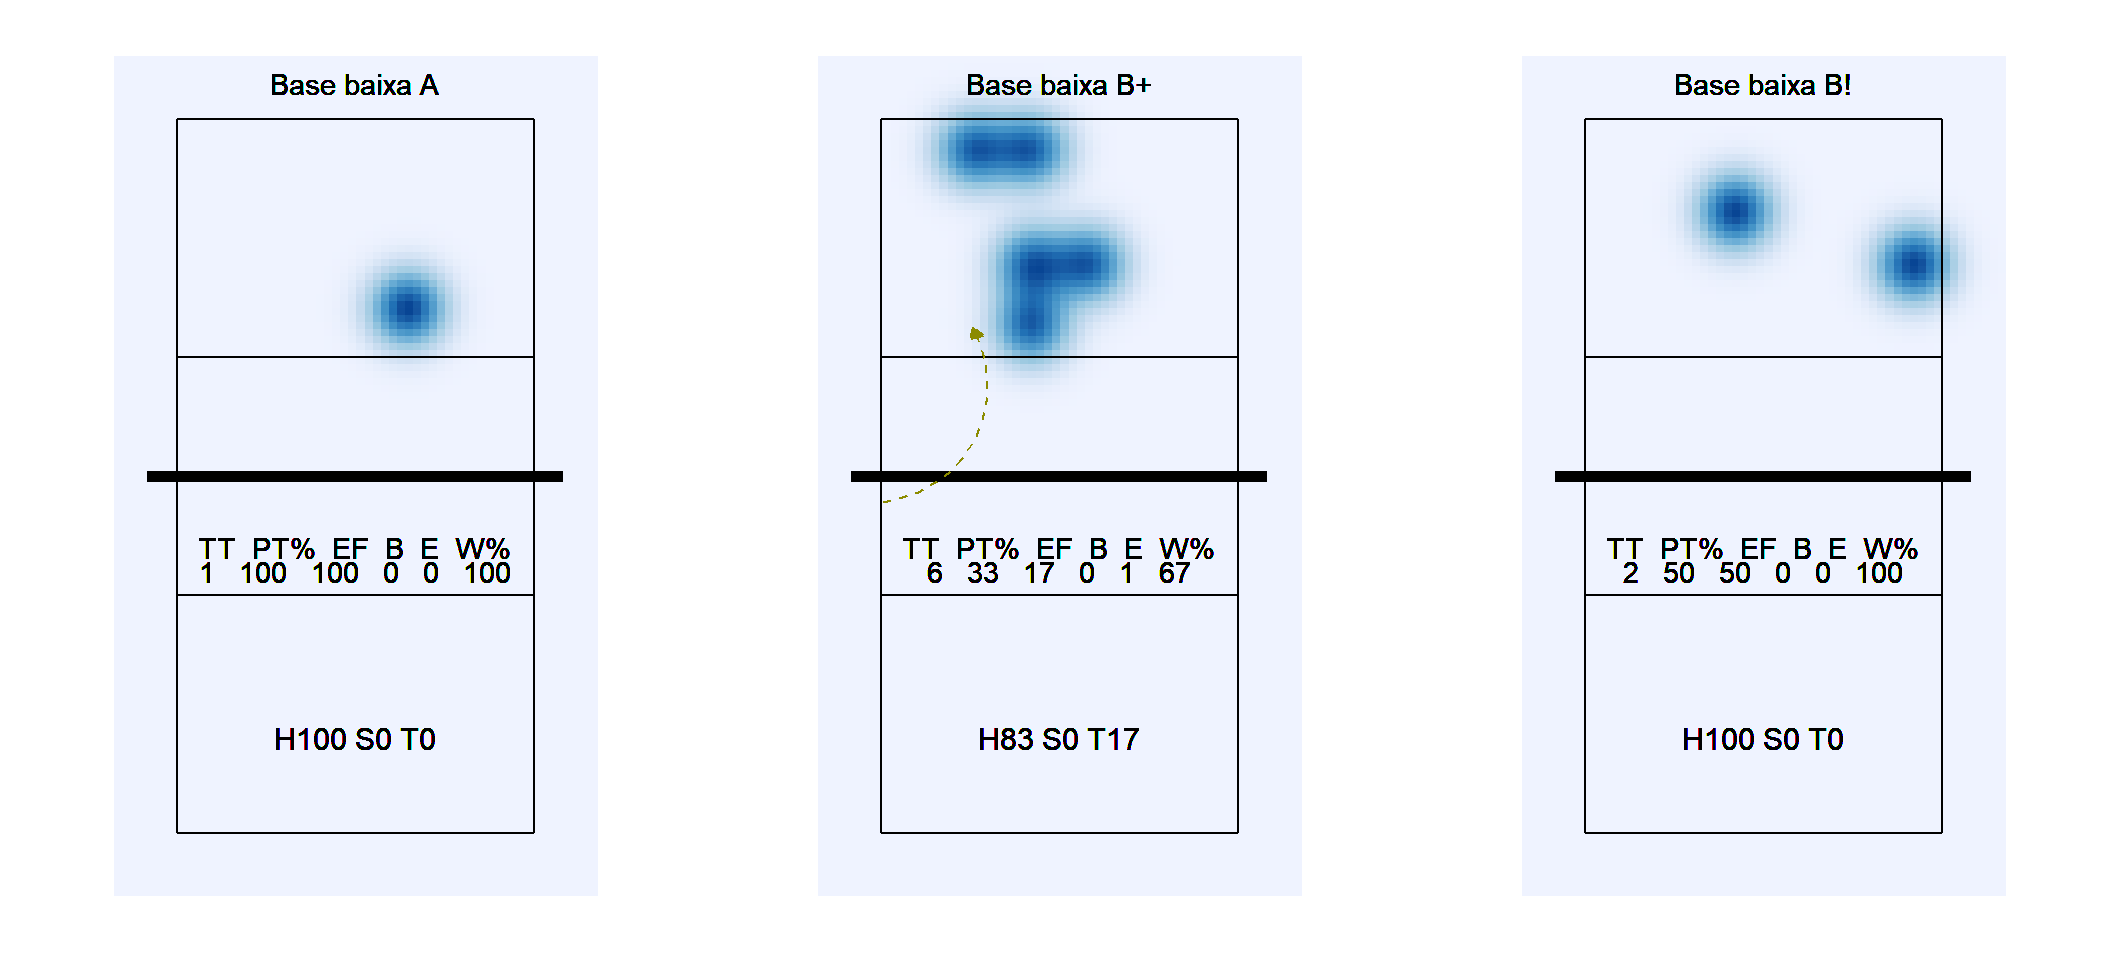 Base baixa A
TT PT% EF B E W%
1 100 100 0 0 100
H100 S0 T0
Base baixa B+
TT PT% EF B E W%
6 33 17 0 1 67
H83 S0 T17
Base baixa B!
TT PT% EF B E W%
2 50 50 0 0 100
H100 S0 T0